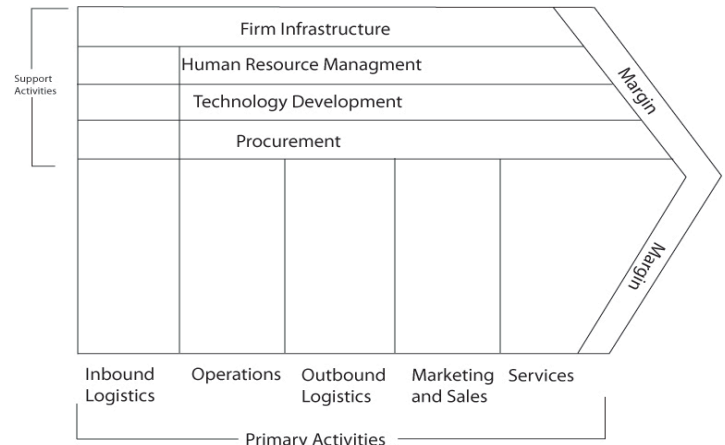 Firm Infrastructure
Human Resource Managment
Technology Development
Procurement
Support
Activities
Margin
Margin
Inbound
Logistics
Operations
Outbound
Logistics
Marketing
and Sales
Services
Primary Activities